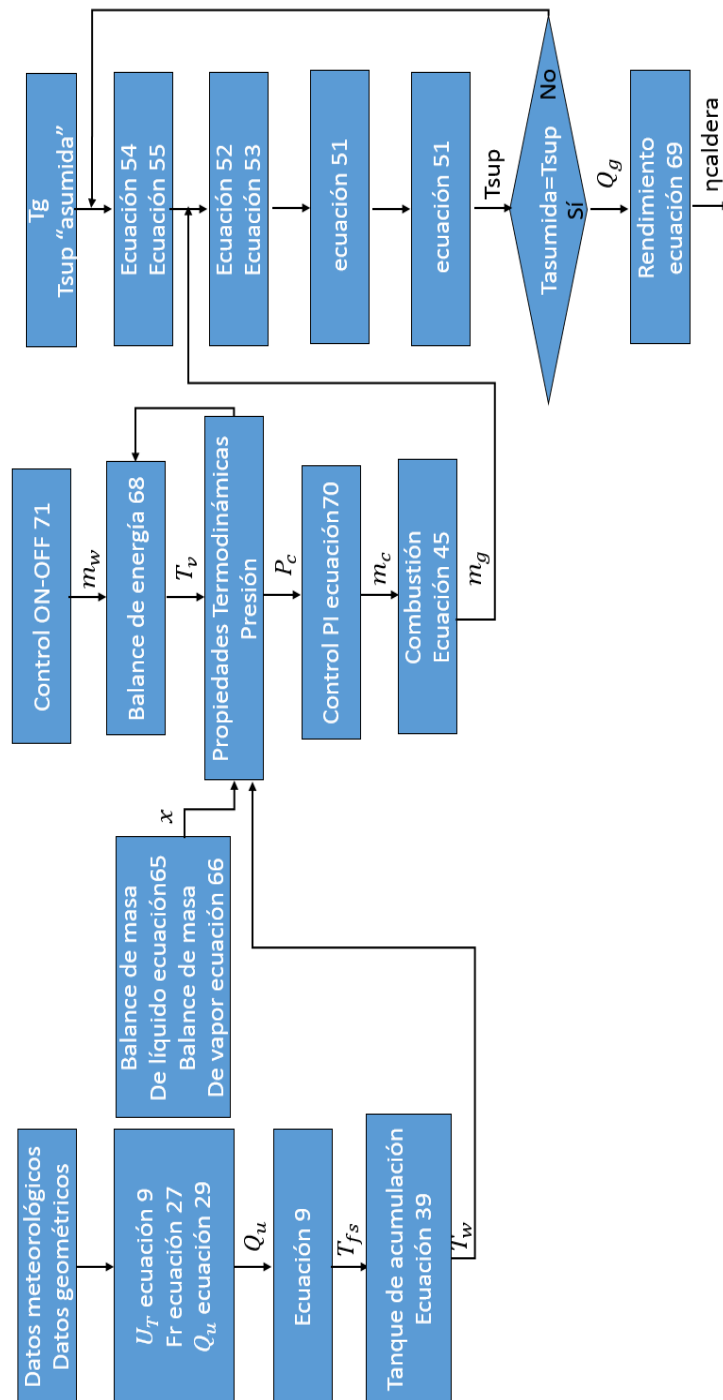 Datos meteorológicos
Datos geométricos
U_T ecuación 9
Fr ecuación 27
Q_u ecuación 29
Q_u
Ecuación 9
T_fs
Tanque de acumulación
Ecuación 39
T_w
Balance de masa
De líquido ecuación65
Balance de masa
De vapor ecuación 66
x
Control ON-OFF 71
m_w
Balance de energía 68
T_v
Propiedades Termodinámicas
Presión
P_c
Control PI ecuación70
m_c
Combustión
Ecuación 45
m_g
Tg
Tsup “asumida”
Ecuación 54
Ecuación 55
Ecuación 52
Ecuación 53
ecuación 51
ecuación 51
Tsup
Tasumida=Tsup
No
Sí
Q_g
Rendimiento
ecuación 69
ηcaldera